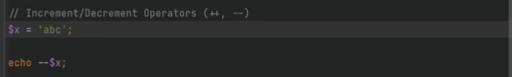 // Increment/Decrement Operators (++, --)
$x = 'abc';
echo --$x;